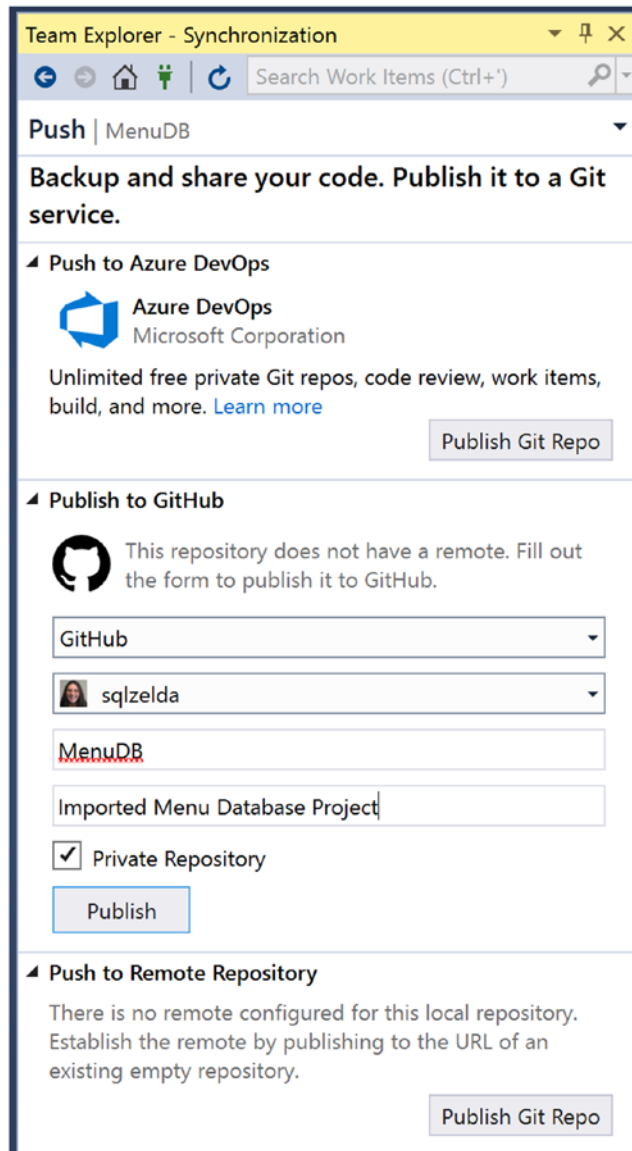 Team Explorer - Synchronization
Search Work Items (Ctrl+')
Push | MenuDB
Backup and share your code. Publish it to a Git
service.
Push to Azure DevOps
Azure DevOps
Microsoft Corporation
Unlimited free private Git repos, code review, work items,
build, and more. Learn more
Publish Git Repo
Publish to GitHub
This repository does not have a remote. Fill out
the form to publish it to GitHub.
GitHub
sqlzelda
MenuDB
Imported Menu Database Project
Private Repository
Publish
Push to Remote Repository
There is no remote configured for this local repository.
Establish the remote by publishing to the URL of an
existing empty repository.
Publish Git Repo